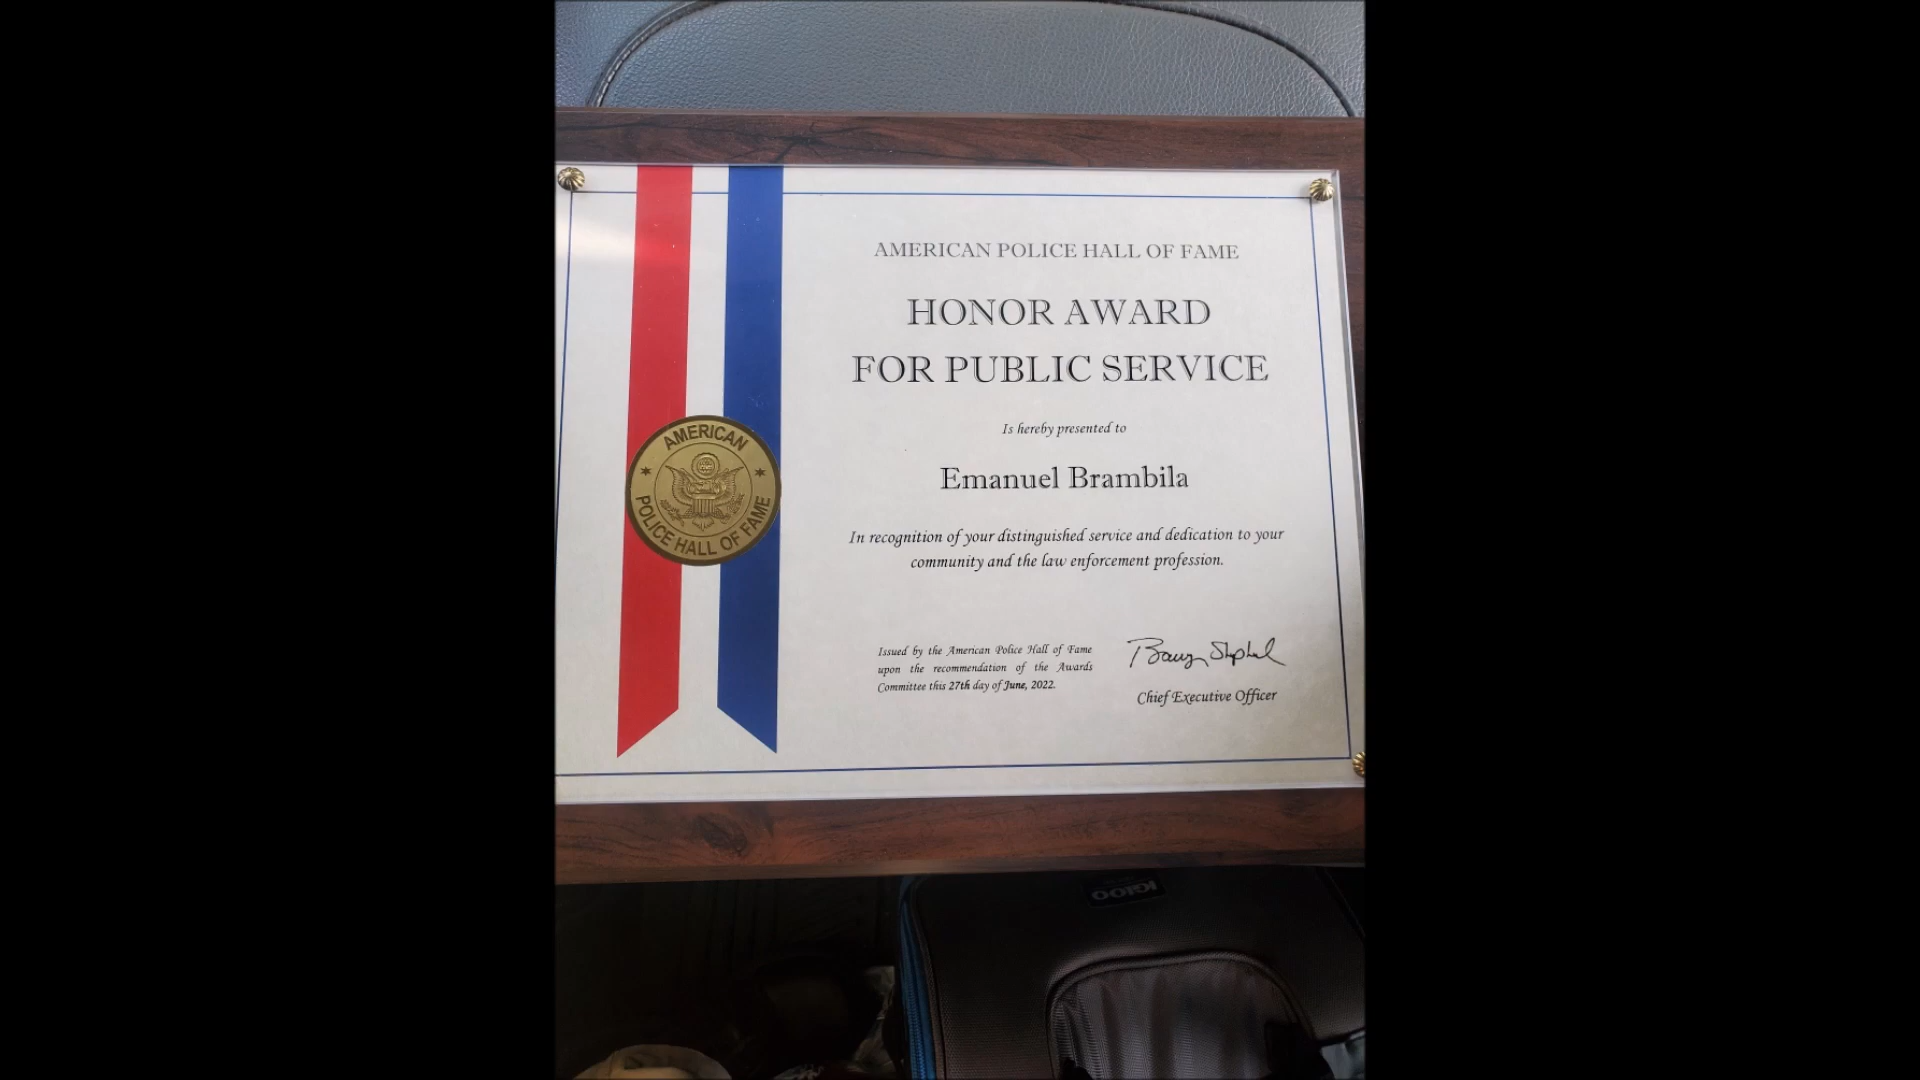 AMERICAN POLICE HALL OF FAME
HONOR AWARD
FOR PUBLIC SERVICE
Is hereby presented to
Emanuel Brambila
In recognition of your distinguished service and dedication to your
community and the law enforcement profession.
Issued by the American Police Hall of Fame
upon the recommendation of the Awards
Committee this 27th day of June, 2022.
Chief Executive Officer
AMERICAN
POLICE HALL OF FAME
IGLOO